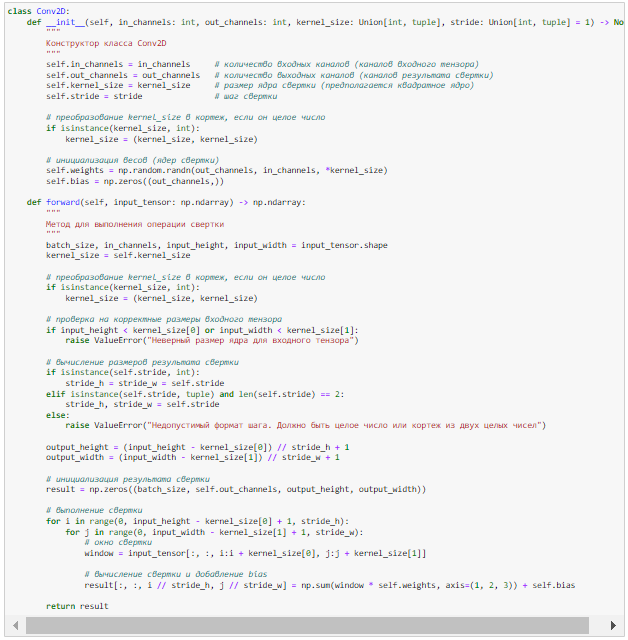 class Conv2D:
    def __init__(self, in_channels: int, out_channels: int, kernel_size: Union[int, tuple], stride: Union[int, tuple] = 1) -> No
        """
        Конструктор класса Conv2D
        """
        self.in_channels = in_channels     # количество входных каналов (каналов входного тензора)
        self.out_channels = out_channels   # количество выходных каналов (каналов результата свертки)
        self.kernel_size = kernel_size     # размер ядра свертки (предполагается квадратное ядро)
        self.stride = stride               # шаг свертки

        # преобразование kernel_size в кортеж, если он целое число
        if isinstance(kernel_size, int):
            kernel_size = (kernel_size, kernel_size)

        # инициализация весов (ядер свертки)
        self.weights = np.random.randn(out_channels, in_channels, *kernel_size)
        self.bias = np.zeros((out_channels,))

    def forward(self, input_tensor: np.ndarray) -> np.ndarray:
        """
        Метод для выполнения операции свертки
        """
        batch_size, in_channels, input_height, input_width = input_tensor.shape
        kernel_size = self.kernel_size

        # преобразование kernel_size в кортеж, если он целое число
        if isinstance(kernel_size, int):
            kernel_size = (kernel_size, kernel_size)

        # проверка на корректные размеры входного тензора
        if input_height < kernel_size[0] or input_width < kernel_size[1]:
            raise ValueError("Неверный размер ядра для входного тензора")

        # вычисление размеров результата свертки
        if isinstance(self.stride, int):
            stride_h = stride_w = self.stride
        elif isinstance(self.stride, tuple) and len(self.stride) == 2:
            stride_h, stride_w = self.stride
        else:
            raise ValueError("Недопустимый формат шага. Должно быть целое число или кортеж из двух целых чисел")

        output_height = (input_height - kernel_size[0]) // stride_h + 1
        output_width = (input_width - kernel_size[1]) // stride_w + 1

        # инициализация результата свертки
        result = np.zeros((batch_size, self.out_channels, output_height, output_width))

        # выполнение свертки
        for i in range(0, input_height - kernel_size[0] + 1, stride_h):
            for j in range(0, input_width - kernel_size[1] + 1, stride_w):
                # окно свертки
                window = input_tensor[:, :, i:i + kernel_size[0], j:j + kernel_size[1]]

                # вычисление свертки и добавление bias
                result[:, :, i // stride_h, j // stride_w] = np.sum(window * self.weights, axis=(1, 2, 3)) + self.bias

        return result